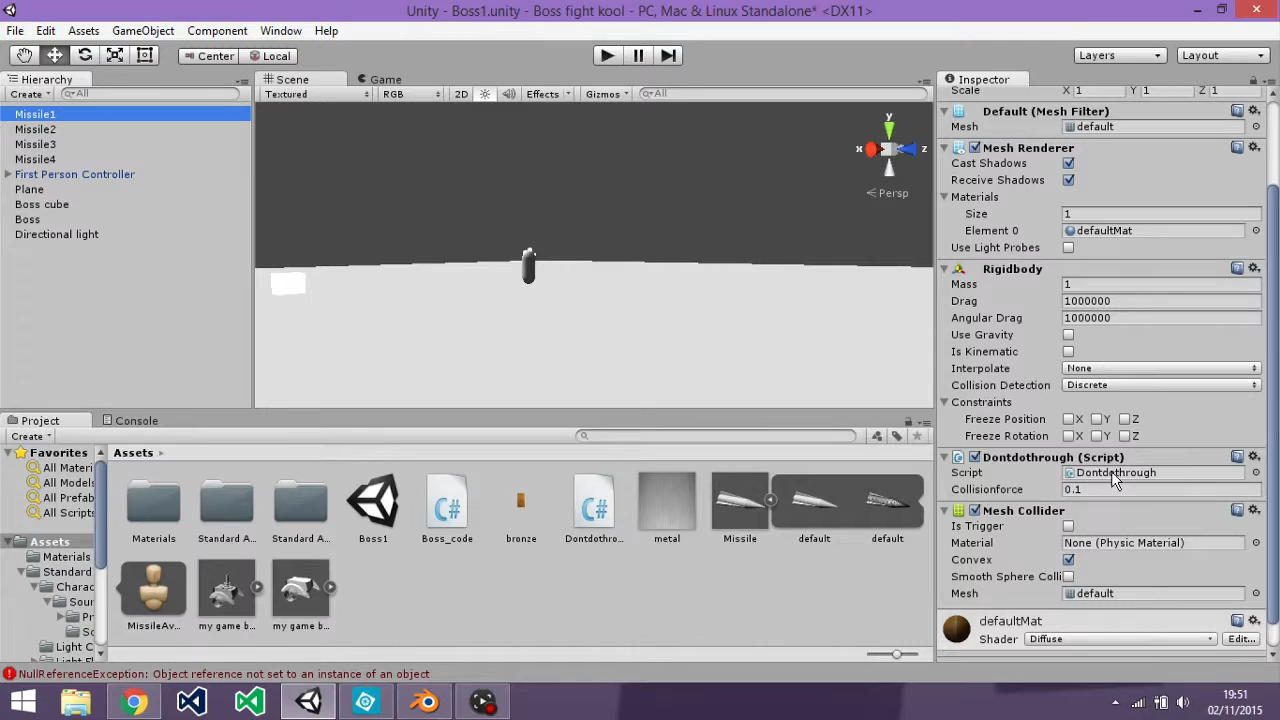 Unity - Boss1.unity - Boss fight kool - PC, Mac & Linux Standalone* <DX11>
File Edit Assets GameObject Component Window Help
Center Local Layers Layout
Hierarchy
Create All
Missile1
Missile2
Missile3
Missile4
First Person Controller
Plane
Boss cube
Boss
Directional light
Scene Game
Textured RGB 2D Effects Gizmos All
y
x z
Persp
Inspector
Scale X 1 Y 1 Z 1
Default (Mesh Filter)
Mesh default
Mesh Renderer
Cast Shadows
Receive Shadows
Materials
Size 1
Element 0 defaultMat
Use Light Probes
Rigidbody
Mass 1
Drag 1000000
Angular Drag 1000000
Use Gravity
Is Kinematic
Interpolate None
Collision Detection Discrete
Constraints
Freeze Position X Y Z
Freeze Rotation X Y Z
Dontdothrough (Script)
Script Dontdothrough
Collisionforce 0.1
Mesh Collider
Is Trigger
Material None (Physic Material)
Convex
Smooth Sphere Colli
Mesh default
defaultMat
Shader Diffuse Edit...
Project Console
Create
Favorites
All Materi
All Models
All Prefab
All Scripts
Assets
Materials
Standard
Charac
Sour
Pr
Sc
Light C
Assets
Materials Standard A... Standard A... Boss1 Boss_code bronze Dontdothro... metal Missile default default
MissileAv... my game b... my game b...
NullReferenceException: Object reference not set to an instance of an object
19:51
02/11/2015